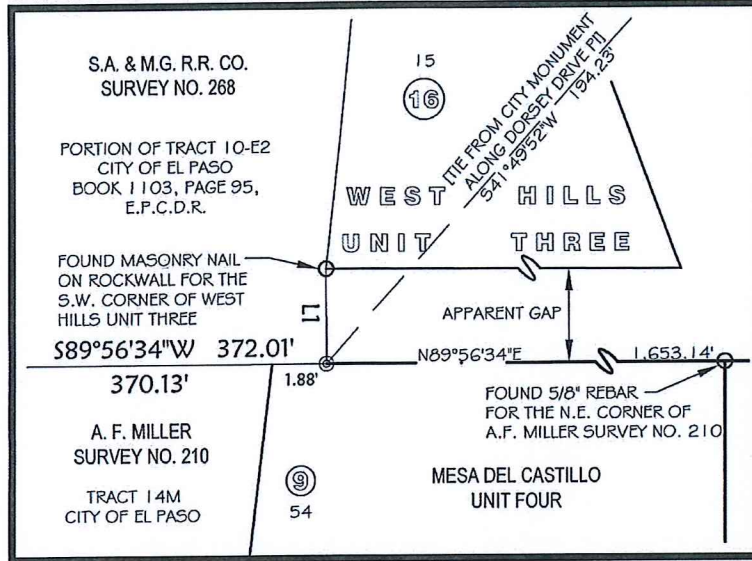 S.A. & M.G. R.R. CO.
SURVEY NO. 268
PORTION OF TRACT 10-E2
CITY OF EL PASO
BOOK 1103, PAGE 95,
E.P.C.D.R.
FOUND MASONRY NAIL
ON ROCKWALL FOR THE
S.W. CORNER OF WEST
HILLS UNIT THREE
S89°56'34"W 372.01'
370.13'
A. F. MILLER
SURVEY NO. 210
TRACT 14M
CITY OF EL PASO
15
16
[TIE FROM CITY MONUMENT
ALONG DORSEY DRIVE PI]
S41°49'52"W 194.23'
WEST HILLS
UNIT THREE
L1
APPARENT GAP
N89°56'34"E 1,653.14'
1.88'
FOUND 5/8" REBAR
FOR THE N.E. CORNER OF
A.F. MILLER SURVEY NO. 210
9
54
MESA DEL CASTILLO
UNIT FOUR